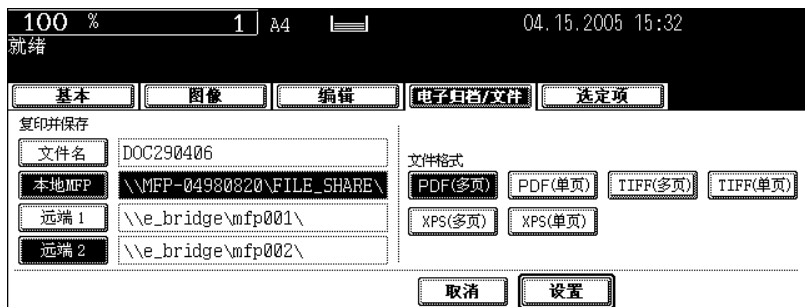 100 % 1 A4 04.15.2005 15:32
就绪
基本 图像 编辑 电子归档/文件 选定项
复印并保存
文件名 DOC290406
文件格式
本地MFP \\MFP-04980820\FILE_SHARE\ PDF(多页) PDF(单页) TIFF(多页) TIFF(单页)
远端 1 \\e_bridge\mfp001\ XPS(多页) XPS(单页)
远端 2 \\e_bridge\mfp002\
取消 设置